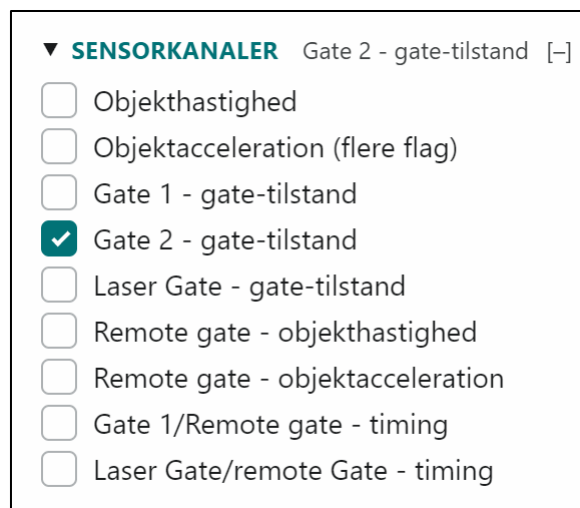 ▼ SENSORKANALER Gate 2 - gate-tilstand [–]
Objekthastighed
Objektacceleration (flere flag)
Gate 1 - gate-tilstand
Gate 2 - gate-tilstand
Laser Gate - gate-tilstand
Remote gate - objekthastighed
Remote gate - objektacceleration
Gate 1/Remote gate - timing
Laser Gate/remote Gate - timing